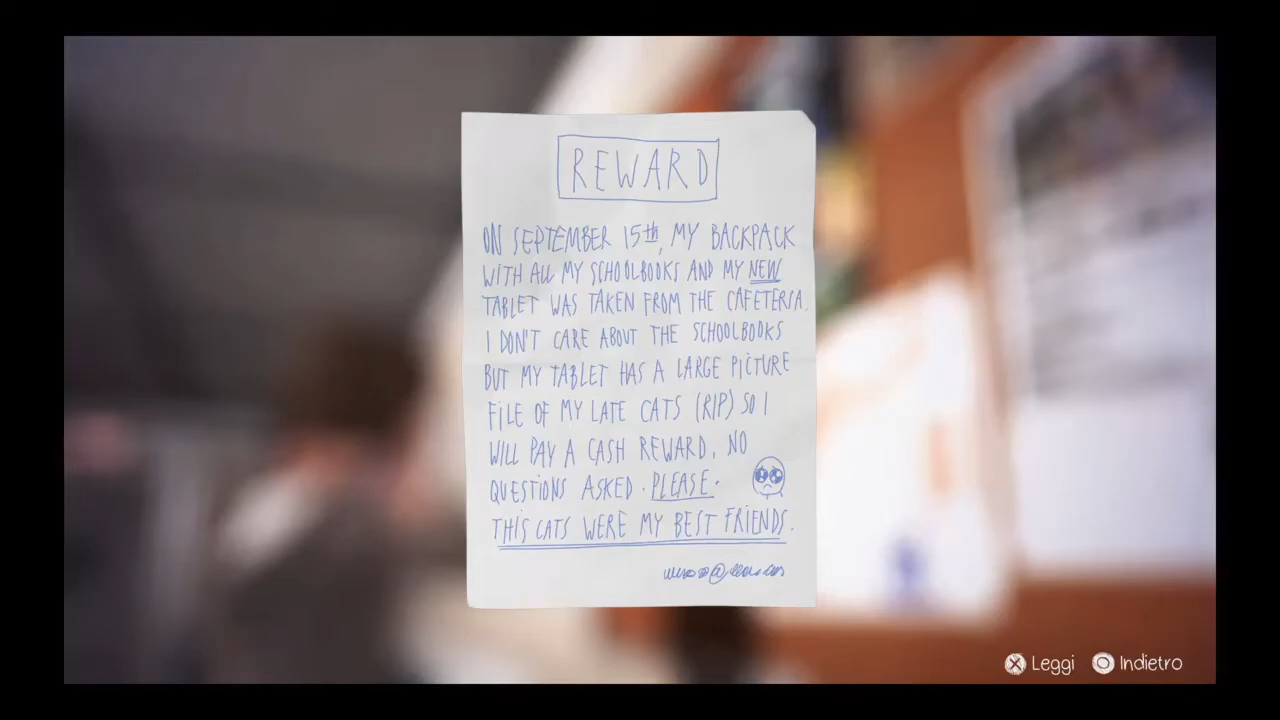 REWARD
ON SEPTEMBER 15th, MY BACKPACK
WITH ALL MY SCHOOLBOOKS AND MY NEW
TABLET WAS TAKEN FROM THE CAFETERIA.
I DON'T CARE ABOUT THE SCHOOLBOOKS
BUT MY TABLET HAS A LARGE PICTURE
FILE OF MY LATE CATS (RIP) SO I
WILL PAY A CASH REWARD, NO
QUESTIONS ASKED. PLEASE.
THIS CATS WERE MY BEST FRIENDS.
Leggi Indietro